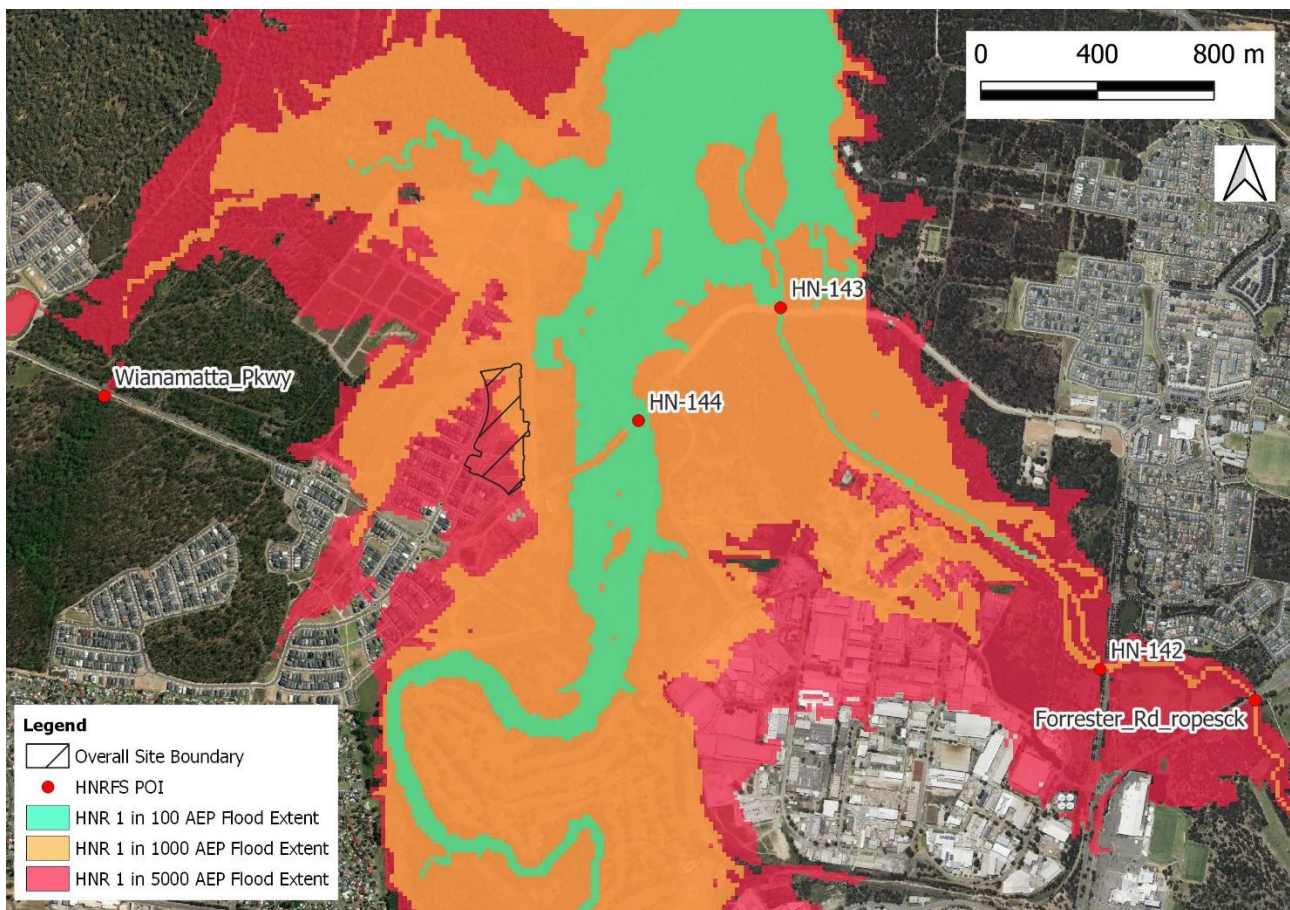 0 400 800 m
HN-143
Wianamatta_Pkwy
HN-144
HN-142
Forrester_Rd_ropesck
Legend
Overall Site Boundary
HNRFS POI
HNR 1 in 100 AEP Flood Extent
HNR 1 in 1000 AEP Flood Extent
HNR 1 in 5000 AEP Flood Extent